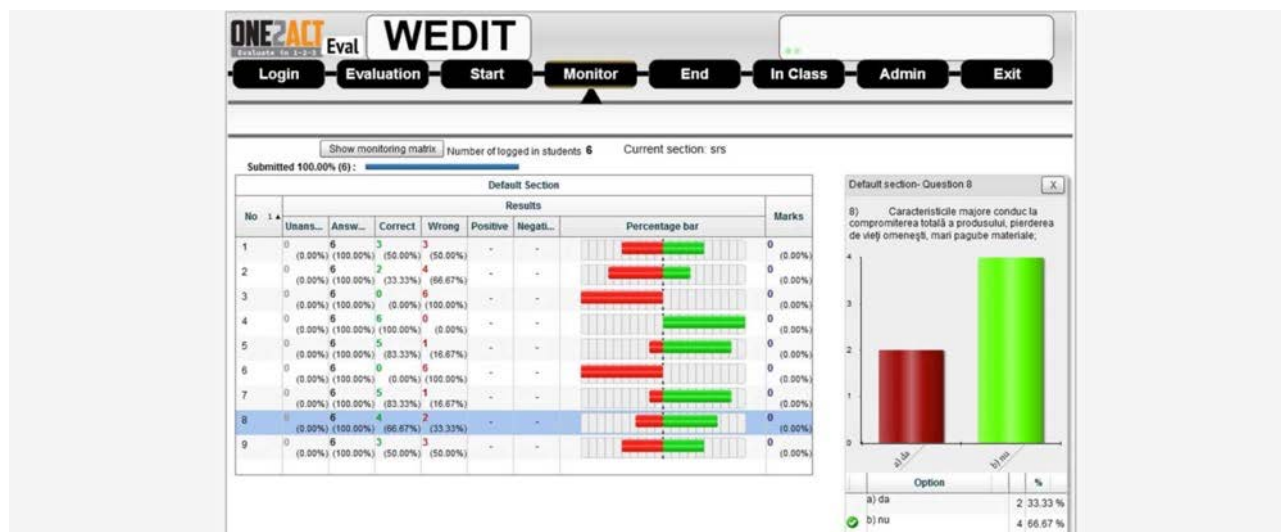 ONE2ACT Eval
Evaluate in 1-2-3
WEDIT
Login Evaluation Start Monitor End In Class Admin Exit
Show monitoring matrix Number of logged in students 6 Current section: srs
Submitted 100.00% (6) :
Default Section
No 1 Results Marks
Unans... Answ... Correct Wrong Positive Negati... Percentage bar
1 0 (0.00%) 6 (100.00%) 3 (50.00%) 3 (50.00%) - - 0 (0.00%)
2 0 (0.00%) 6 (100.00%) 2 (33.33%) 4 (66.67%) - - 0 (0.00%)
3 0 (0.00%) 6 (100.00%) 0 (0.00%) 6 (100.00%) - - 0 (0.00%)
4 0 (0.00%) 6 (100.00%) 6 (100.00%) 0 (0.00%) - - 0 (0.00%)
5 0 (0.00%) 6 (100.00%) 5 (83.33%) 1 (16.67%) - - 0 (0.00%)
6 0 (0.00%) 6 (100.00%) 0 (0.00%) 6 (100.00%) - - 0 (0.00%)
7 0 (0.00%) 6 (100.00%) 5 (83.33%) 1 (16.67%) - - 0 (0.00%)
8 0 (0.00%) 6 (100.00%) 4 (66.67%) 2 (33.33%) - - 0 (0.00%)
9 0 (0.00%) 6 (100.00%) 3 (50.00%) 3 (50.00%) - - 0 (0.00%)
Default section- Question 8 X
8) Caracteristicile majore conduc la
compromiterea totală a produsului, pierderea
de vieţi omeneşti, mari pagube materiale;
4
3
2
1
0
a) da b) nu
Option %
a) da 2 33.33 %
b) nu 4 66.67 %